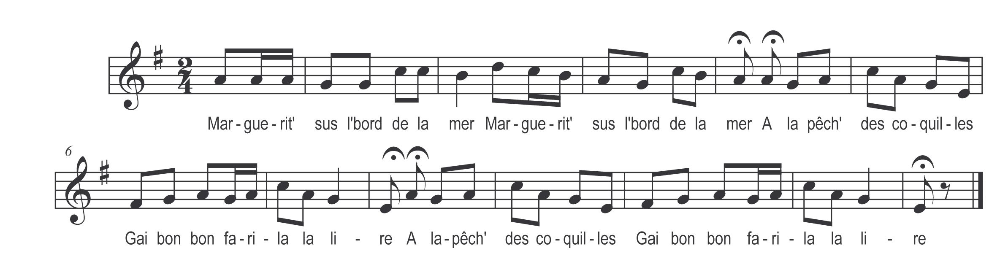 Mar - gue - rit' sus l'bord de la mer Mar - gue - rit' sus l'bord de la mer A la pêch' des co - quil - les
6
Gai bon bon fa - ri - la la li - re A la - pêch' des co - quil - les Gai bon bon fa - ri - la la li - re